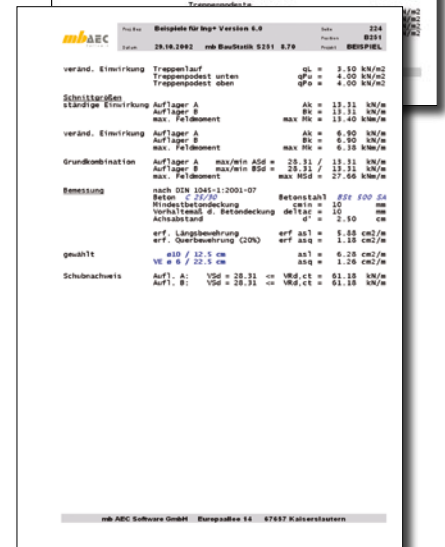 Treppenpodeste
mb AEC
Proj.Bez Beispiele für Ing+ Version 6.0 Seite 224
Position B251
Datum 29.10.2002 mb BauStatik S251 5.70 Projekt BEISPIEL
veränd. Einwirkung Treppenlauf qL = 3.50 kN/m2
Treppenpodest unten qPu = 4.00 kN/m2
Treppenpodest oben qPo = 4.00 kN/m2
Schnittgrößen
ständige Einwirkung Auflager A Ak = 13.31 kN/m
Auflager B Bk = 13.31 kN/m
max. Feldmoment max Mk = 13.40 kNm/m
veränd. Einwirkung Auflager A Ak = 6.90 kN/m
Auflager B Bk = 6.90 kN/m
max. Feldmoment max Mk = 6.38 kNm/m
Grundkombination Auflager A max/min ASd = 28.31 / 13.31 kN/m
Auflager B max/min BSd = 28.31 / 13.31 kN/m
max. Feldmoment max MSd = 27.66 kNm/m
Bemessung nach DIN 1045-1:2001-07
Beton C 25/30 Betonstahl BSt 500 SA
Mindestbetondeckung cmin = 10 mm
Vorhaltemaß d. Betondeckung deltac = 10 mm
Achsabstand d' = 2.50 cm
erf. Längsbewehrung erf asl = 5.88 cm2/m
erf. Querbewehrung (20%) erf asq = 1.18 cm2/m
gewählt ø10 / 12.5 cm asl = 6.28 cm2/m
VE ø 6 / 22.5 cm asq = 1.26 cm2/m
Schubnachweis Aufl. A: VSd = 28.31 <= VRd,ct = 61.18 kN/m
Aufl. B: VSd = 28.31 <= VRd,ct = 61.18 kN/m
mb AEC Software GmbH Europaallee 14 67657 Kaiserslautern